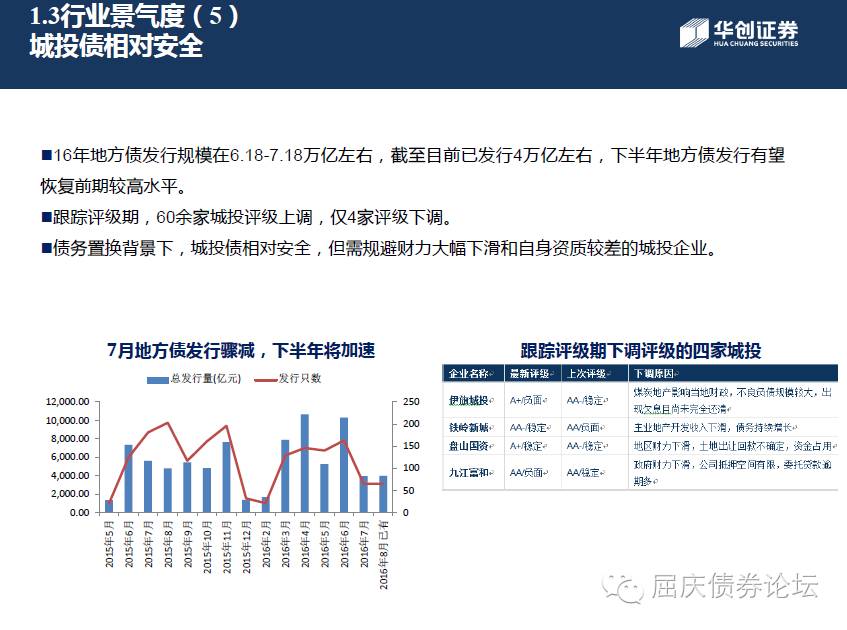 1.3行业景气度（5）
城投债相对安全
华创证券
HUA CHUANG SECURITIES
■16年地方债发行规模在6.18-7.18万亿左右，截至目前已发行4万亿左右，下半年地方债发行有望
恢复前期较高水平。
■跟踪评级期，60余家城投评级上调，仅4家评级下调。
■债务置换背景下，城投债相对安全，但需规避财力大幅下滑和自身资质较差的城投企业。
7月地方债发行骤减，下半年将加速
总发行量(亿元) 发行只数
12,000.00
10,000.00
8,000.00
6,000.00
4,000.00
2,000.00
0.00
250
200
150
100
50
0
2015年5月
2015年6月
2015年7月
2015年8月
2015年9月
2015年10月
2015年11月
2015年12月
2016年2月
2016年3月
2016年4月
2016年5月
2016年6月
2016年7月
2016年8月已有
跟踪评级期下调评级的四家城投
企业名称 最新评级 上次评级 下调原因
伊旗城投 A+/负面 AA-/稳定 煤炭地产影响当地财政，不良负债规模较大，出
现欠息且尚未完全还清
铁岭新城 AA-/稳定 AA/负面 主业地产开发收入下滑，债务持续增长
盘山国资 A+/稳定 AA-/稳定 地区财力下滑，土地出让回款不确定，资金占用
九江富和 AA/负面 AA/稳定 政府财力下滑，公司抵押空间有限，委托贷款逾
期多
屈庆债券论坛